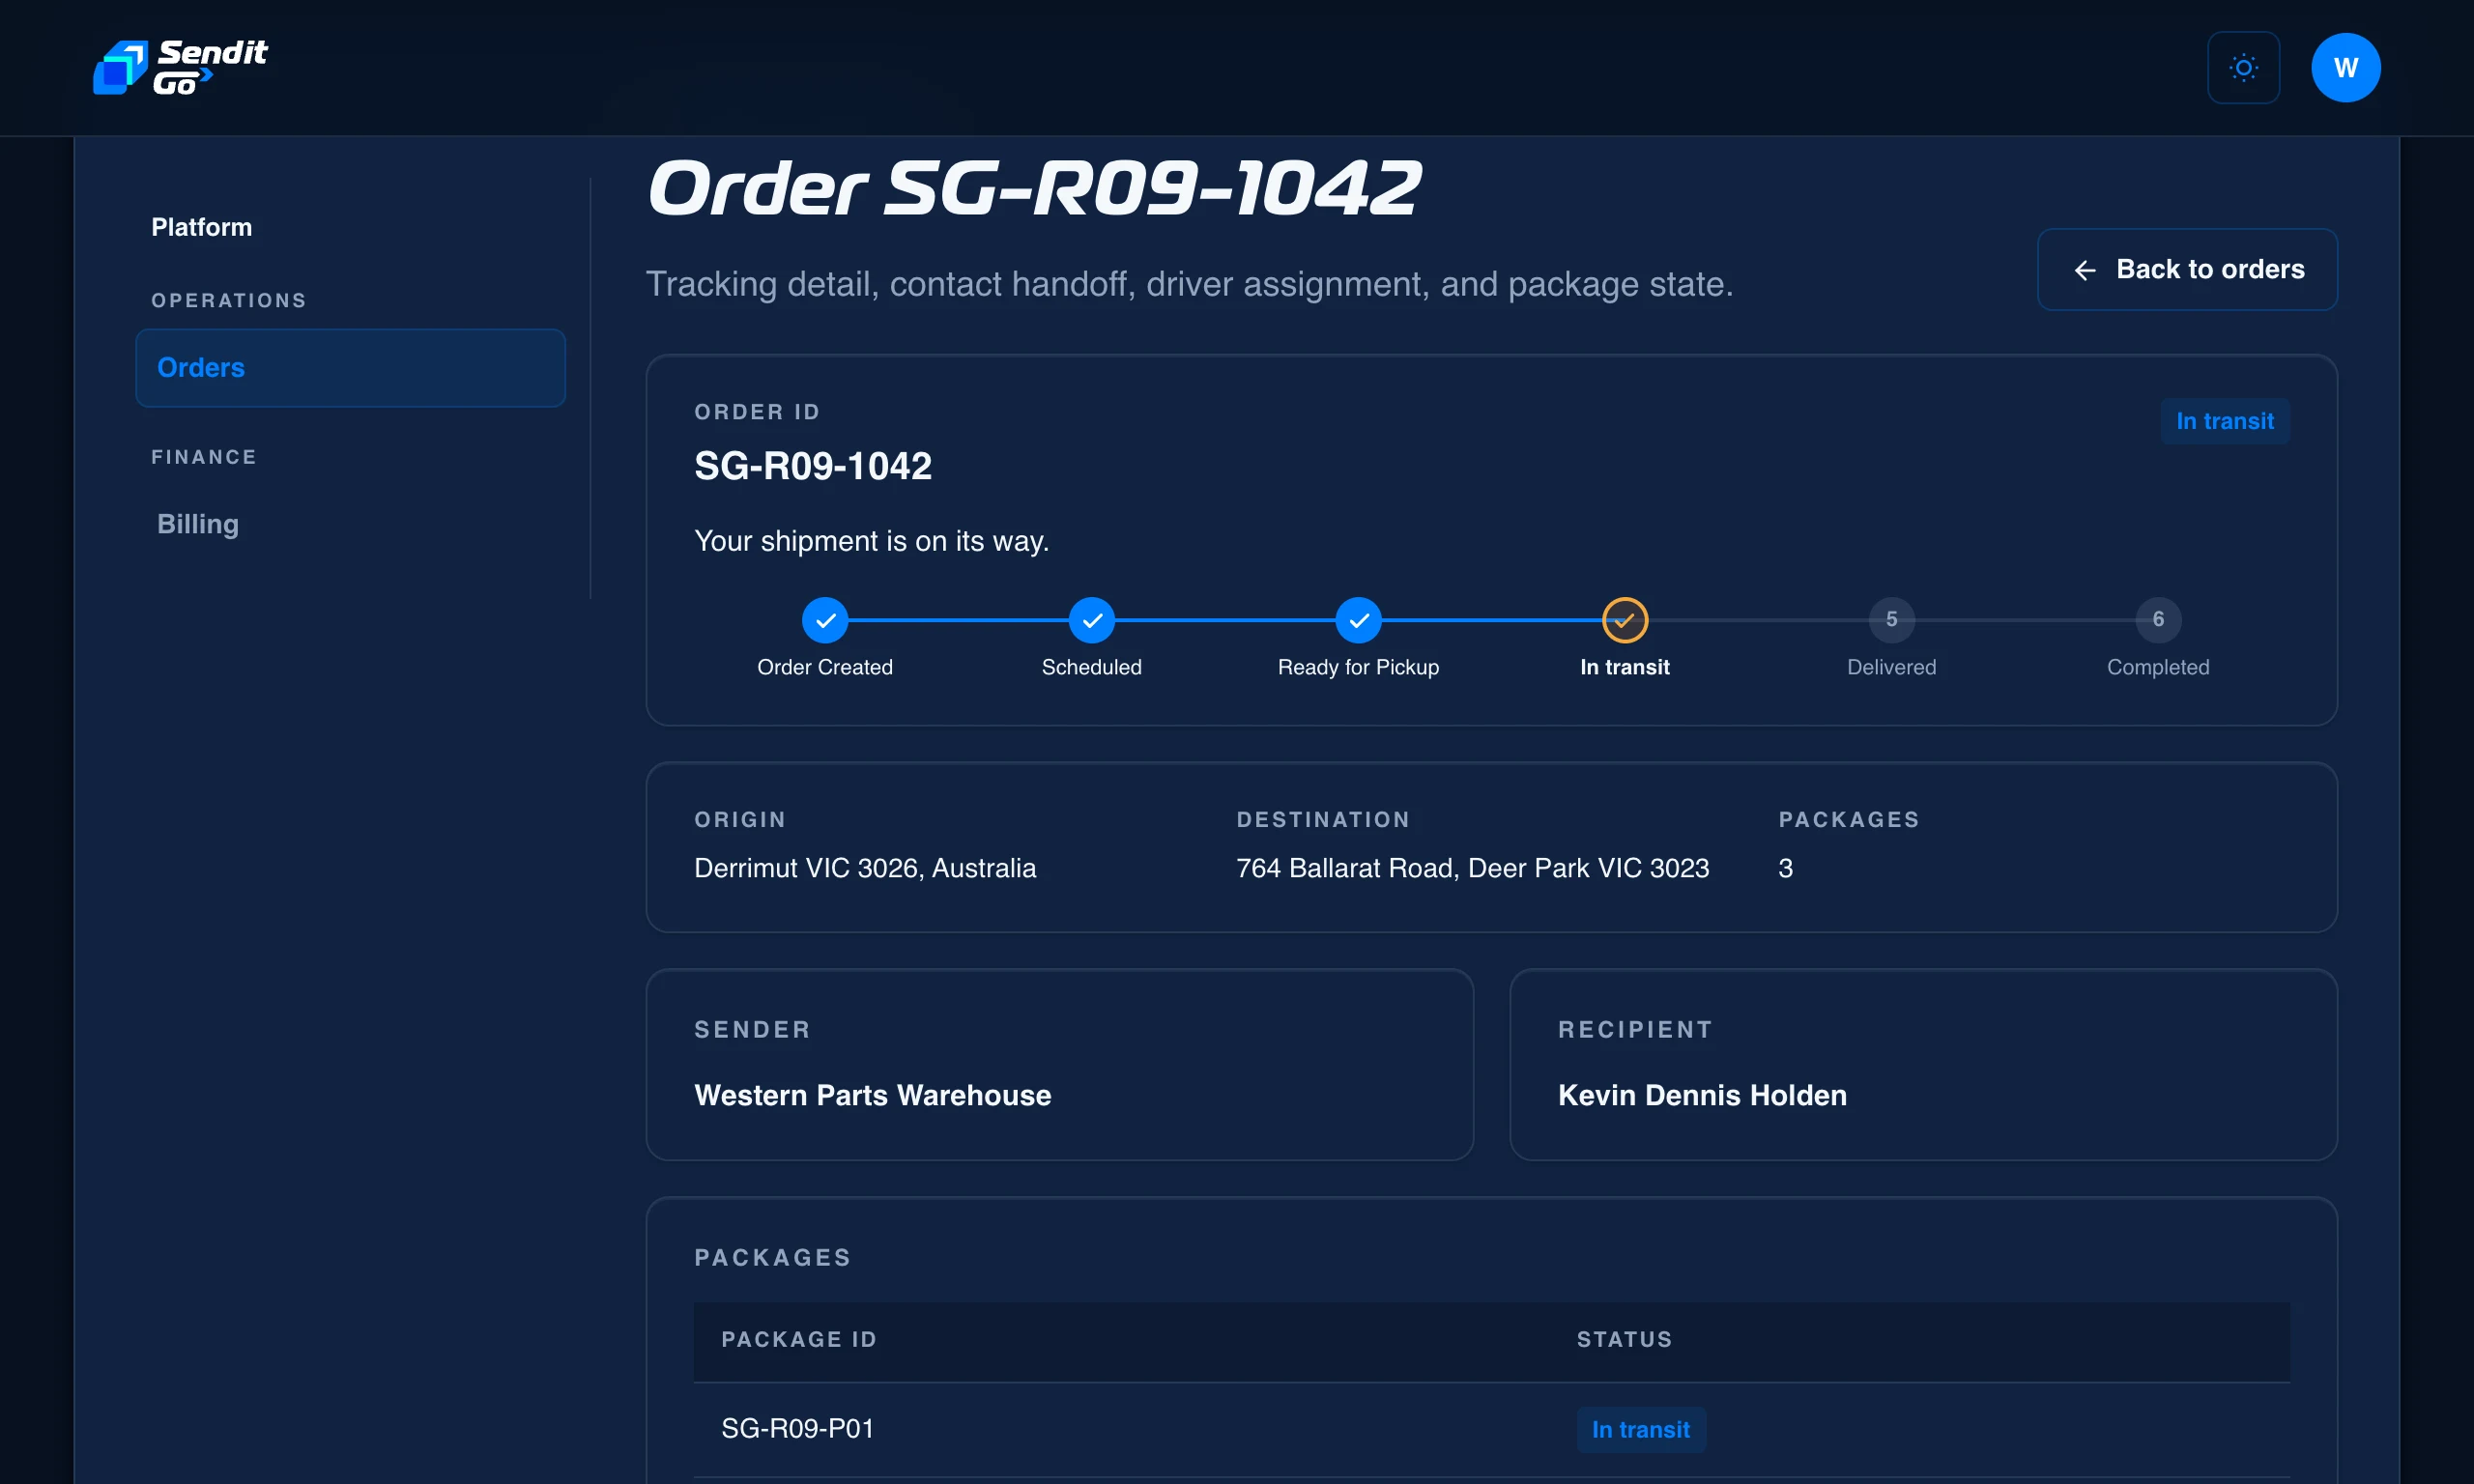 Sendit
Go
W
Platform
OPERATIONS
Orders
FINANCE
Billing
Order SG-R09-1042
Tracking detail, contact handoff, driver assignment, and package state.
Back to orders
ORDER ID
In transit
SG-R09-1042
Your shipment is on its way.
5
6
Order Created
Scheduled
Ready for Pickup
In transit
Delivered
Completed
ORIGIN
DESTINATION
PACKAGES
Derrimut VIC 3026, Australia
764 Ballarat Road, Deer Park VIC 3023
3
SENDER
Western Parts Warehouse
RECIPIENT
Kevin Dennis Holden
PACKAGES
PACKAGE ID
STATUS
SG-R09-P01
In transit